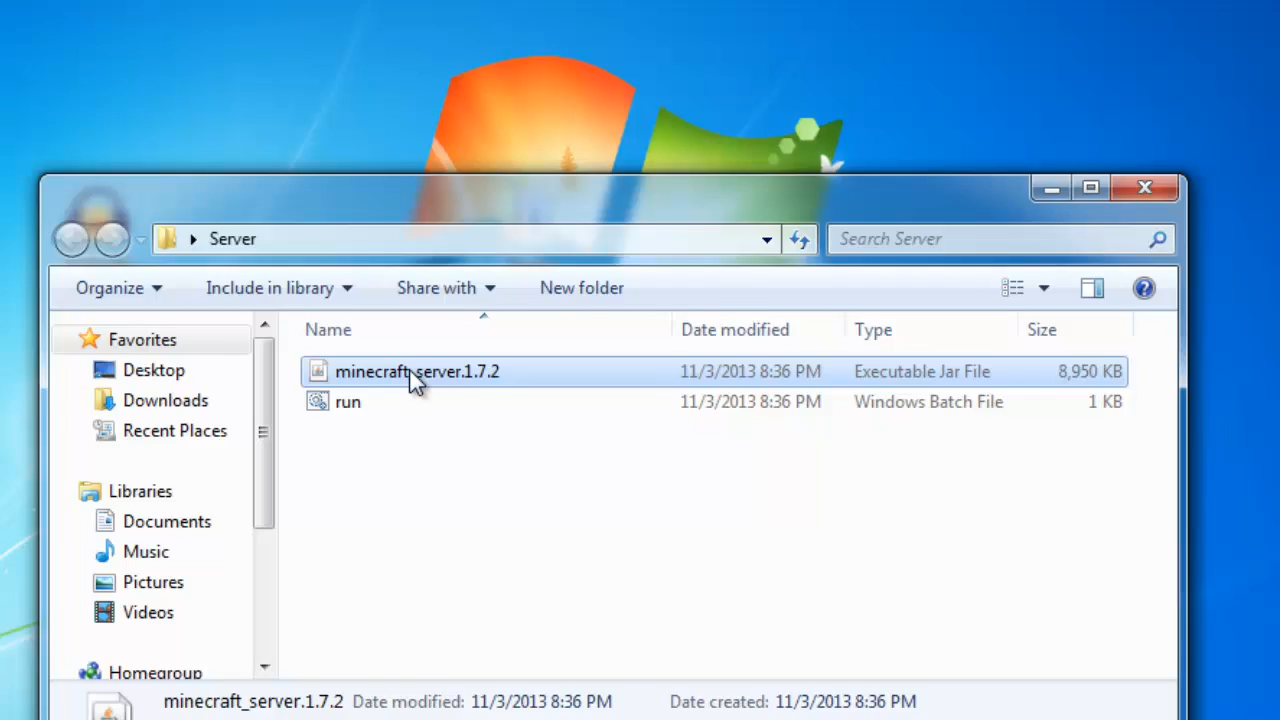 Server
Search Server
Organize Include in library Share with New folder
Name Date modified Type Size
Favorites
minecraft_server.1.7.2 11/3/2013 8:36 PM Executable Jar File 8,950 KB
Desktop
run 11/3/2013 8:36 PM Windows Batch File 1 KB
Downloads
Recent Places
Libraries
Documents
Music
Pictures
Videos
Homegroup
minecraft_server.1.7.2 Date modified: 11/3/2013 8:36 PM Date created: 11/3/2013 8:36 PM